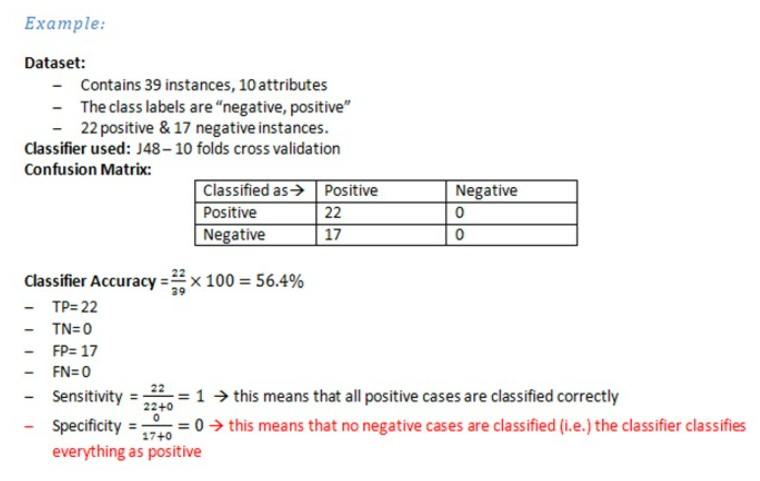 Example:
Dataset:
– Contains 39 instances, 10 attributes
– The class labels are “negative, positive”
– 22 positive & 17 negative instances.
Classifier used: J48 – 10 folds cross validation
Confusion Matrix:
Classified as→ Positive Negative
Positive 22 0
Negative 17 0
Classifier Accuracy = 22/39 × 100 = 56.4%
– TP= 22
– TN= 0
– FP= 17
– FN= 0
– Sensitivity = 22/22+0 = 1 → this means that all positive cases are classified correctly
– Specificity = 0/17+0 = 0 → this means that no negative cases are classified (i.e.) the classifier classifies
everything as positive